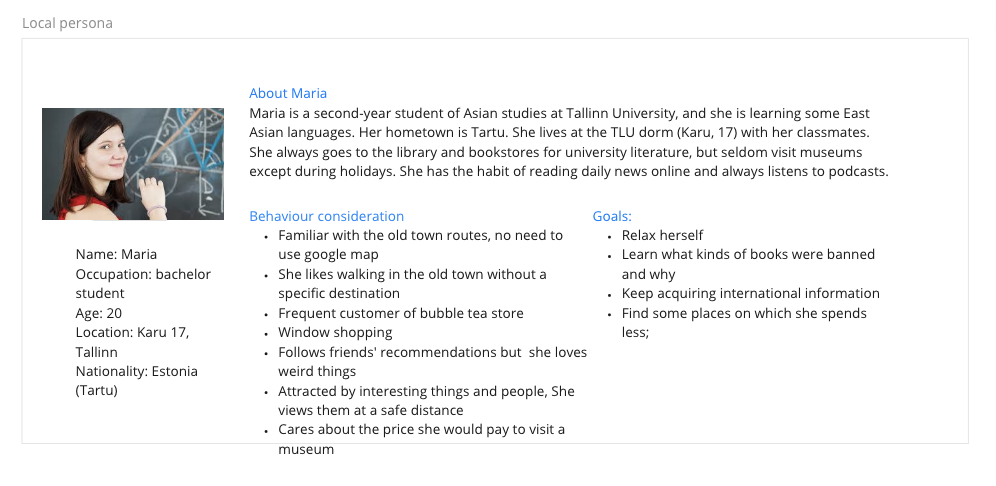 Local persona
About Maria
Maria is a second-year student of Asian studies at Tallinn University, and she is learning some East
Asian languages. Her hometown is Tartu. She lives at the TLU dorm (Karu, 17) with her classmates.
She always goes to the library and bookstores for university literature, but seldom visit museums
except during holidays. She has the habit of reading daily news online and always listens to podcasts.
Name: Maria
Occupation: bachelor
student
Age: 20
Location: Karu 17,
Tallinn
Nationality: Estonia
(Tartu)
Behaviour consideration
• Familiar with the old town routes, no need to
use google map
• She likes walking in the old town without a
specific destination
• Frequent customer of bubble tea store
• Window shopping
• Follows friends' recommendations but  she loves
weird things
• Attracted by interesting things and people, She
views them at a safe distance
• Cares about the price she would pay to visit a
museum
Goals:
• Relax herself
• Learn what kinds of books were banned
and why
• Keep acquiring international information
• Find some places on which she spends
less;